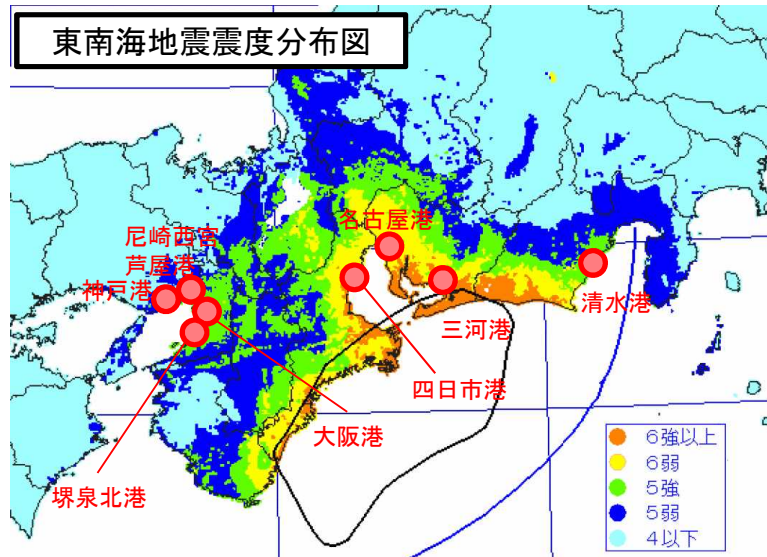 東南海地震震度分布図
名古屋港
尼崎西宮
芦屋港
神戸港
清水港
三河港
四日市港
大阪港
堺泉北港
6強以上
6弱
5強
5弱
4以下